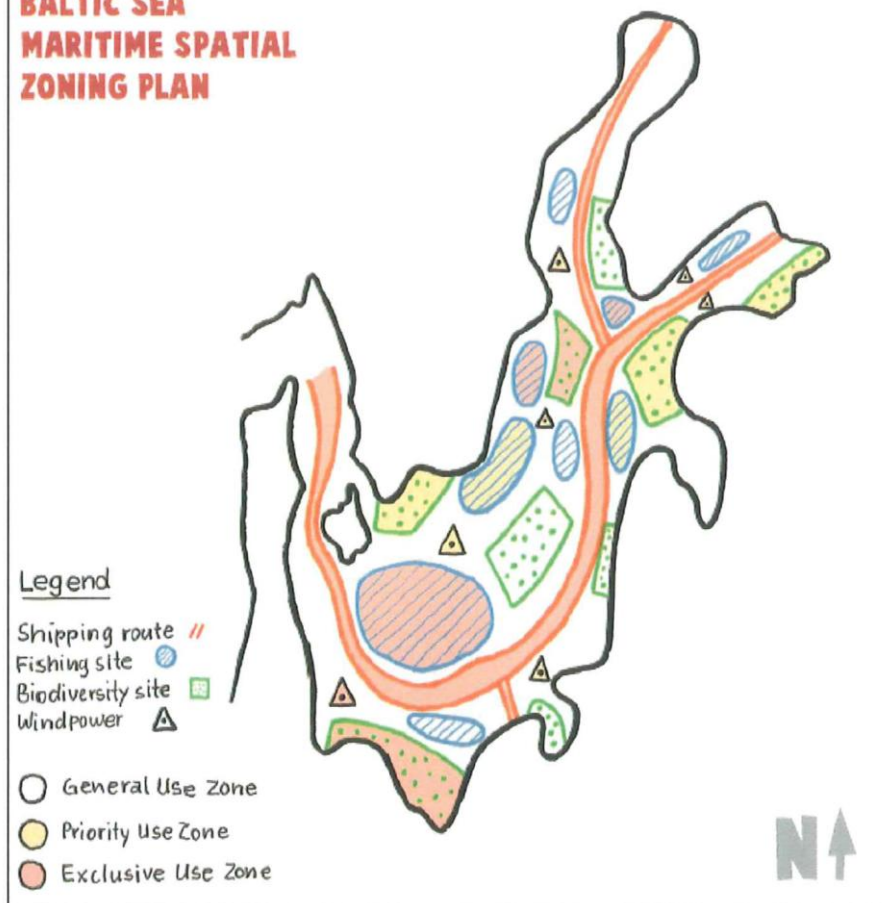 BALTIC SEA
MARITIME SPATIAL
ZONING PLAN
Legend
Shipping route
Fishing site
Biodiversity site
Windpower
General Use Zone
Priority Use Zone
Exclusive Use Zone
N